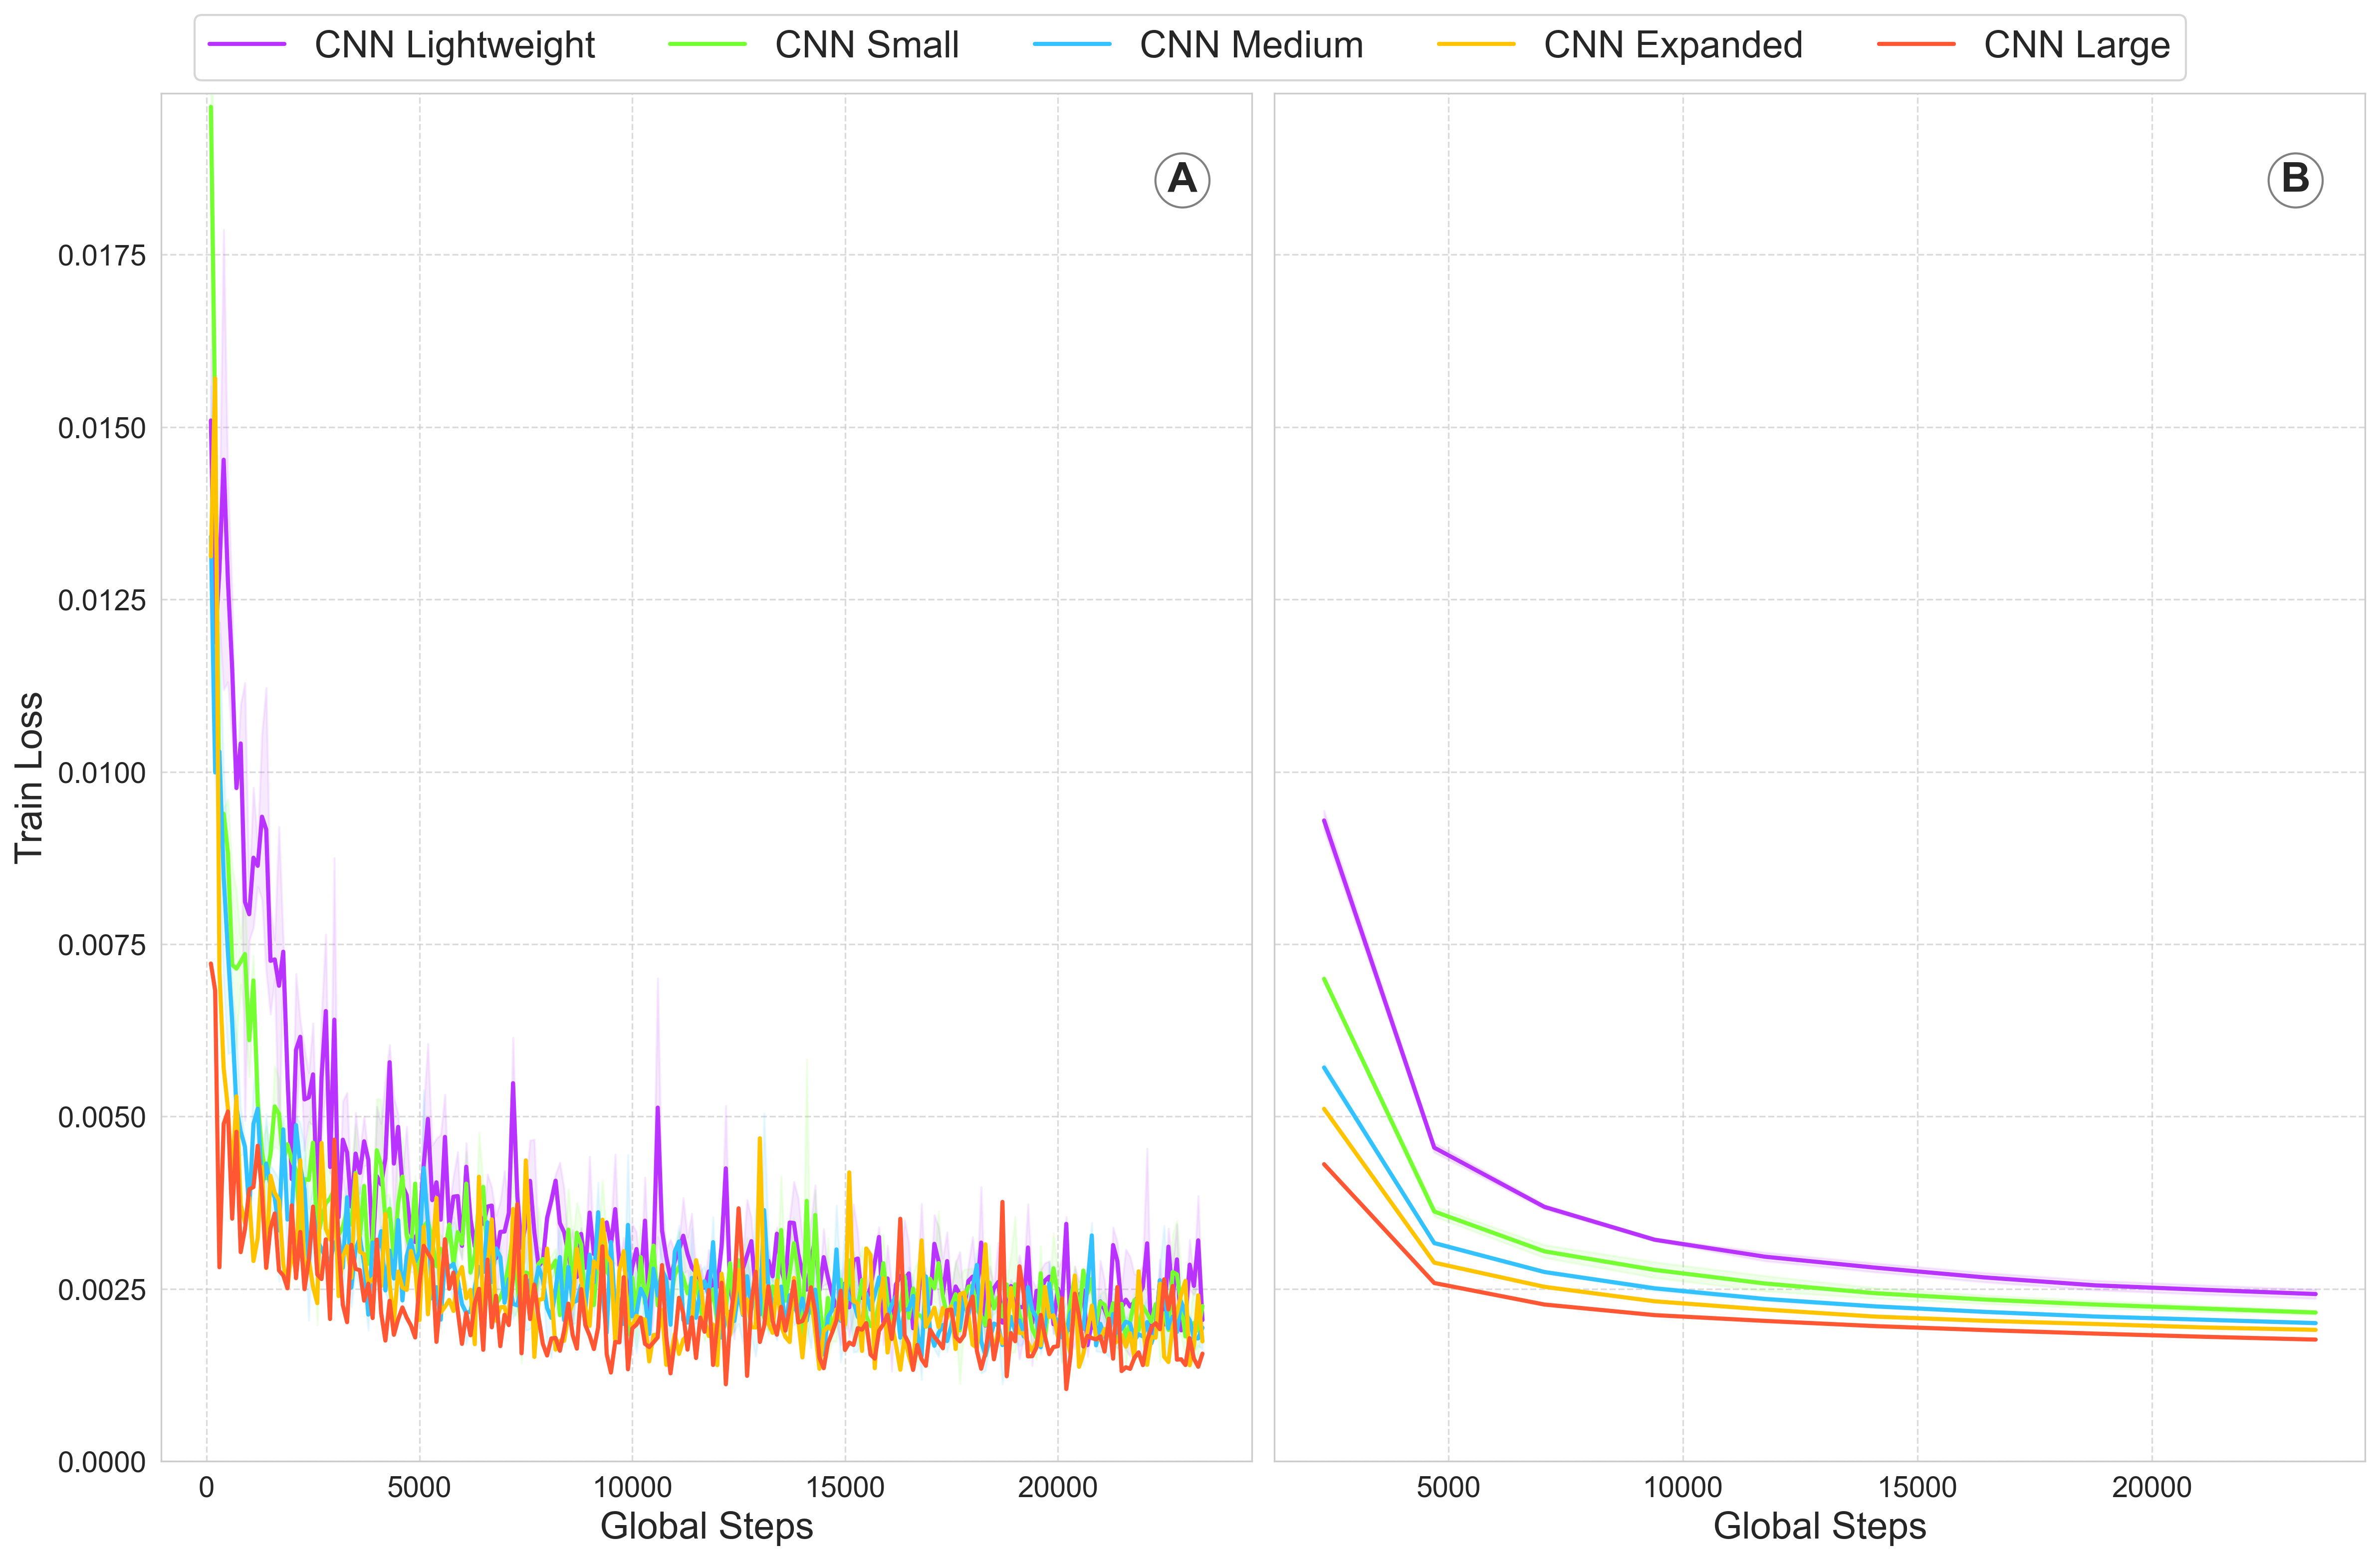 CNN Lightweight CNN Small CNN Medium CNN Expanded CNN Large
A
B
Train Loss
0.0175
0.0150
0.0125
0.0100
0.0075
0.0050
0.0025
0.0000
0 5000 10000 15000 20000
5000 10000 15000 20000
Global Steps
Global Steps